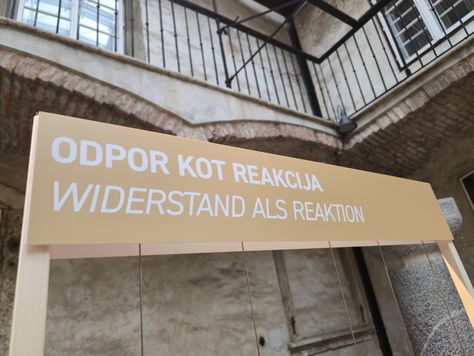 ODPOR KOT REAKCIJA
WIDERSTAND ALS REAKTION